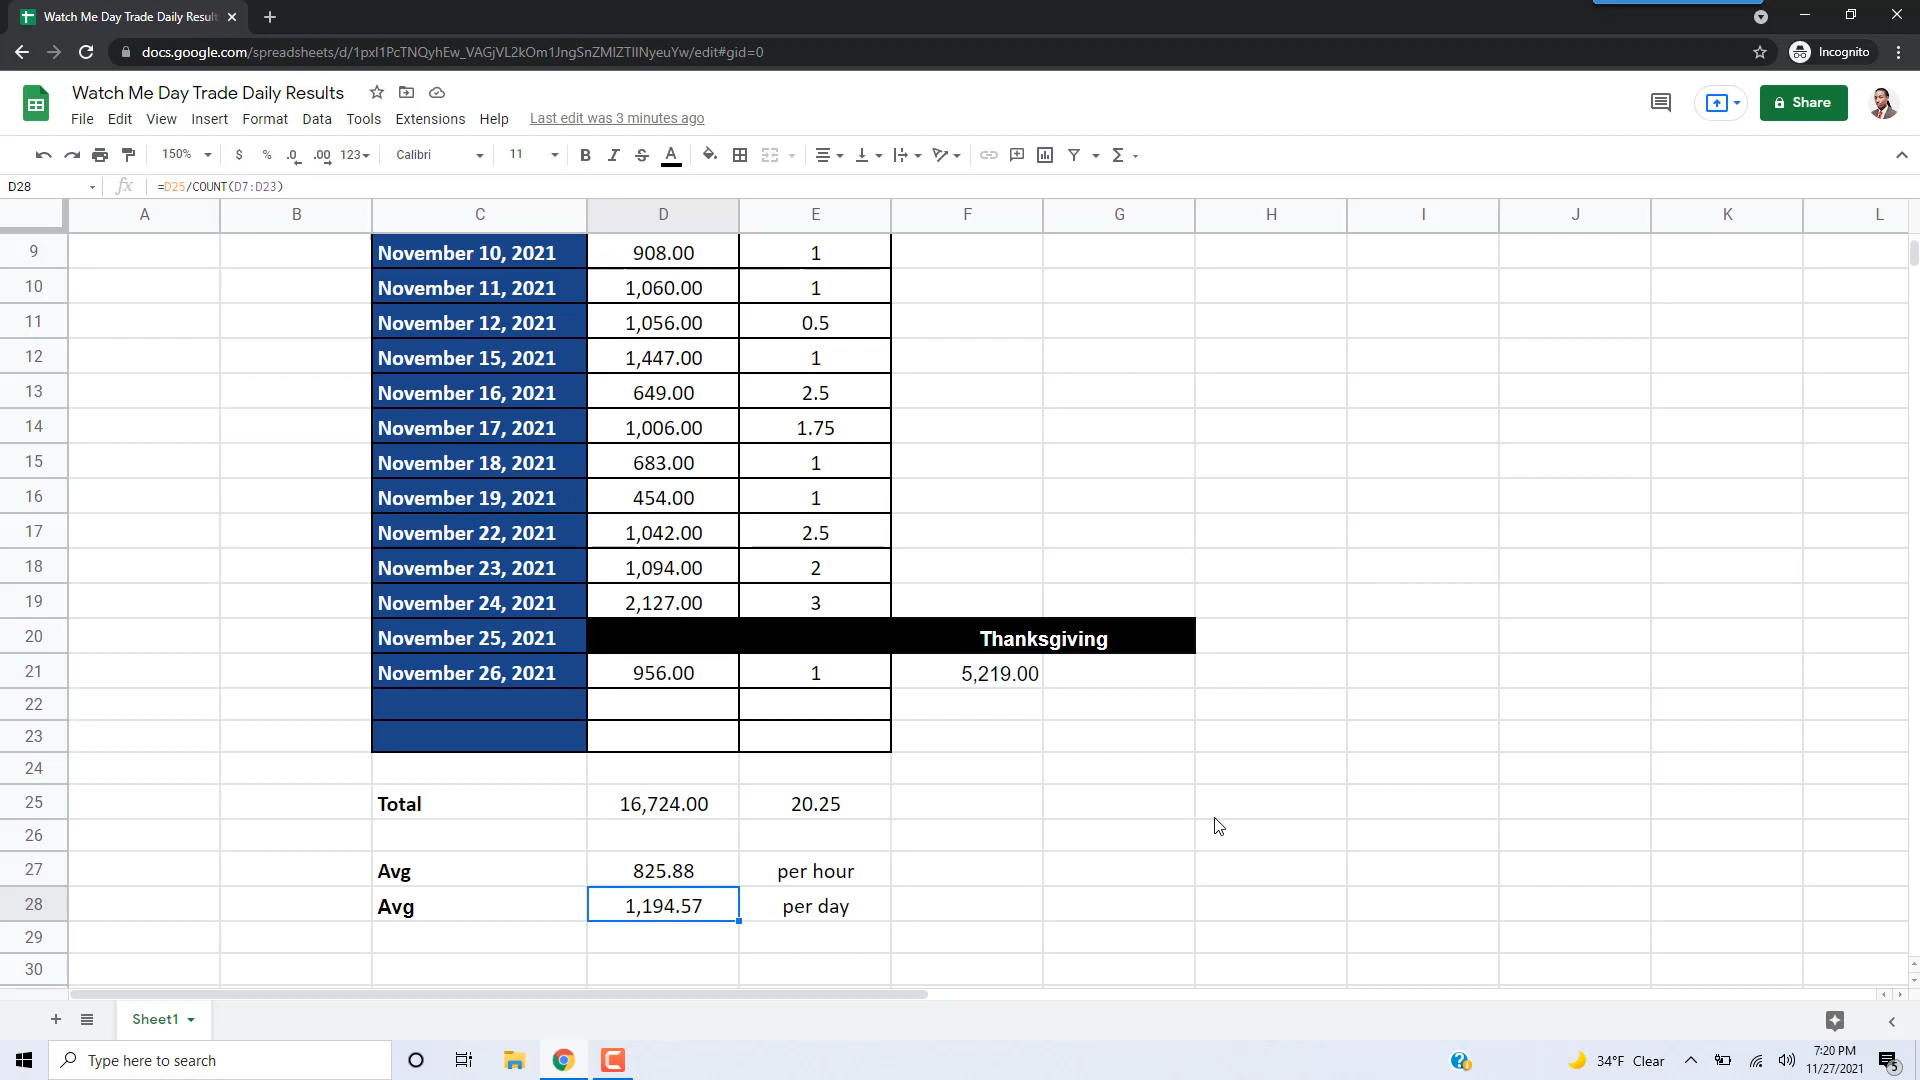 Watch Me Day Trade Daily Result
docs.google.com/spreadsheets/d/1pxl1PcTNQyhEw_VAGjVL2kOm1JngSnZMIZTIINyeuYw/edit#gid=0
Incognito
Watch Me Day Trade Daily Results
File Edit View Insert Format Data Tools Extensions Help Last edit was 3 minutes ago
Share
150% $ % .0 .00 123 Calibri 11 B I S A Σ
D28 fx =D25/COUNT(D7:D23)
A B C D E F G H I J K L
9 November 10, 2021 908.00 1
10 November 11, 2021 1,060.00 1
11 November 12, 2021 1,056.00 0.5
12 November 15, 2021 1,447.00 1
13 November 16, 2021 649.00 2.5
14 November 17, 2021 1,006.00 1.75
15 November 18, 2021 683.00 1
16 November 19, 2021 454.00 1
17 November 22, 2021 1,042.00 2.5
18 November 23, 2021 1,094.00 2
19 November 24, 2021 2,127.00 3
20 November 25, 2021 Thanksgiving
21 November 26, 2021 956.00 1 5,219.00
22
23
24
25 Total 16,724.00 20.25
26
27 Avg 825.88 per hour
28 Avg 1,194.57 per day
29
30
Sheet1
Type here to search
34°F Clear
7:20 PM
11/27/2021
5